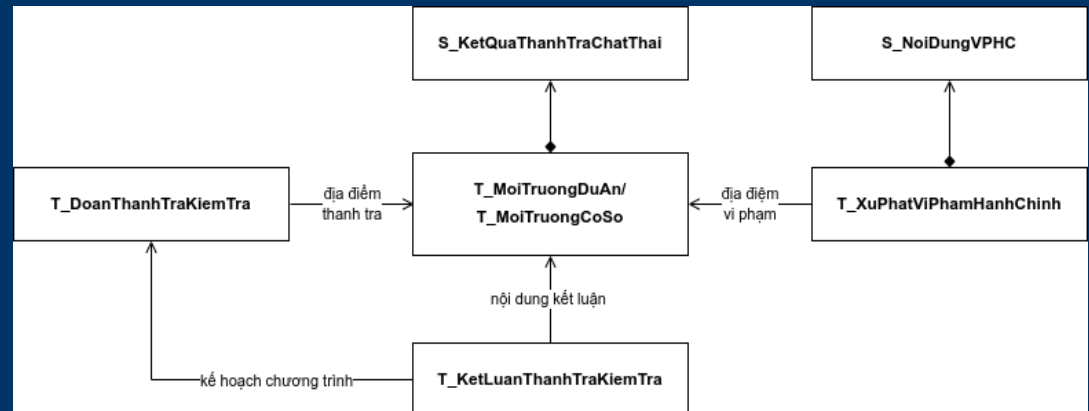 S_KetQuaThanhTraChatThai
S_NoiDungVPHC
T_DoanThanhTraKiemTra
địa điểm
thanh tra
T_MoiTruongDuAn/
T_MoiTruongCoSo
địa điệm
vi phạm
T_XuPhatViPhamHanhChinh
nội dung kết luận
kế hoạch chương trình
T_KetLuanThanhTraKiemTra